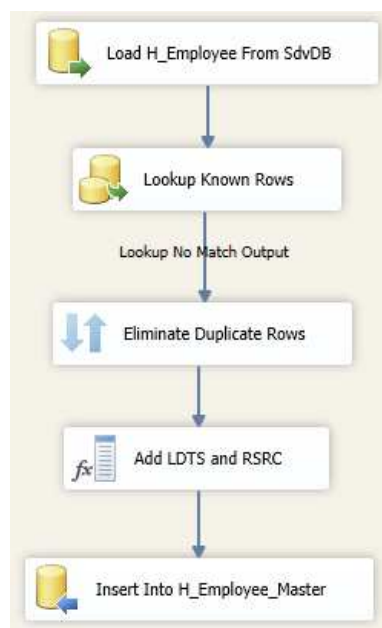 Load H_Employee From SdvDB
Lookup Known Rows
Lookup No Match Output
Eliminate Duplicate Rows
fx
Add LDTS and RSRC
Insert Into H_Employee_Master